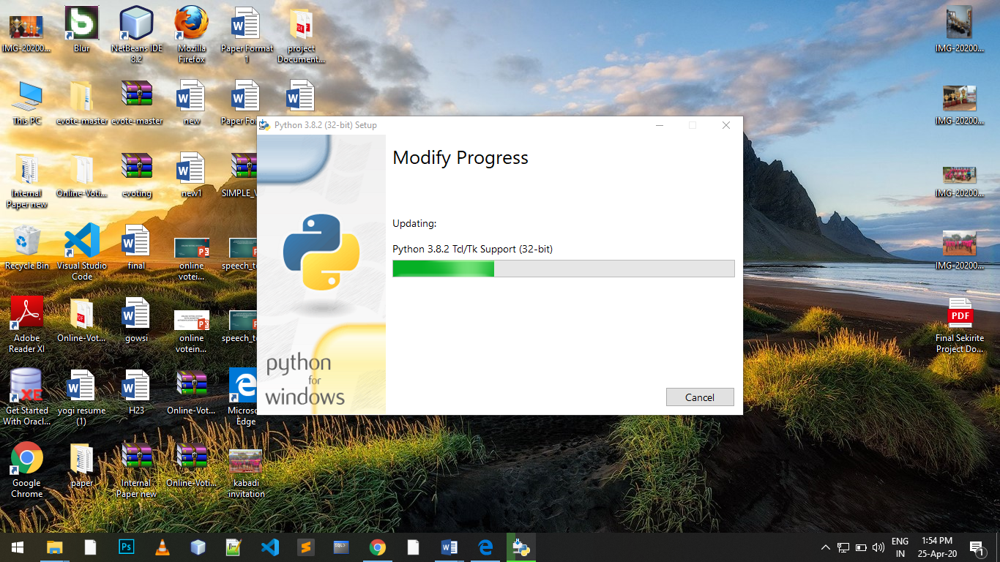 IMG-20200...
Blur
NetBeans IDE
8.2
Mozilla
Firefox
Paper Format
1
project
Document...
IMG-20200...
This PC
evote-master
evote-master
new
Paper For
IMG-20200...
Internal
Paper new
Online-Voti...
evoting
new1
SIMPLE_V
IMG-20200...
Recycle Bin
Visual Studio
Code
final
online
votei...
speech_t
IMG-20200...
Adobe
Reader XI
Online-Vot...
gowsi
online
votein...
speech_t
PDF
Final Sekirite
Project Do...
XE
Get Started
With Oracl...
yogi resume
(1)
H23
Online-Vot...
Micros
Edge
Google
Chrome
paper
Internal
Paper new
Online-Voti...
kabadi
invitation
Python 3.8.2 (32-bit) Setup
Modify Progress
Updating:
Python 3.8.2 Tcl/Tk Support (32-bit)
python
for
windows
Cancel
Ps
SQL>
ENG
IN
1:54 PM
25-Apr-20
1